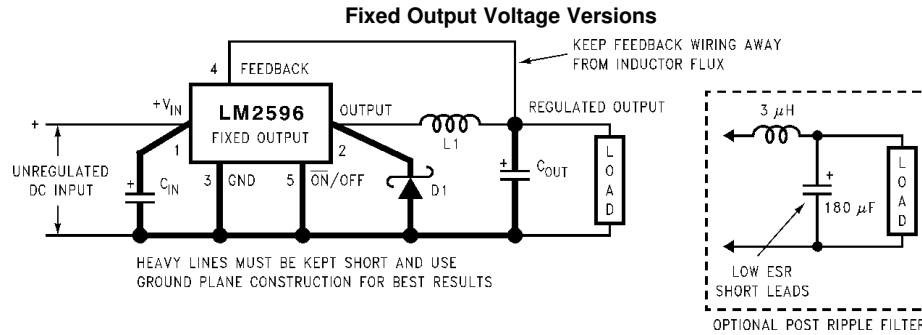 Fixed Output Voltage Versions
KEEP FEEDBACK WIRING AWAY
FROM INDUCTOR FLUX
4 FEEDBACK
+VIN
LM2596
FIXED OUTPUT
OUTPUT
REGULATED OUTPUT
+
1
2
L1
UNREGULATED
DC INPUT
+
CIN
3 GND
5 ON/OFF
D1
+
COUT
LOAD
HEAVY LINES MUST BE KEPT SHORT AND USE
GROUND PLANE CONSTRUCTION FOR BEST RESULTS
3 μH
+
180 μF
LOAD
LOW ESR
SHORT LEADS
OPTIONAL POST RIPPLE FILTER